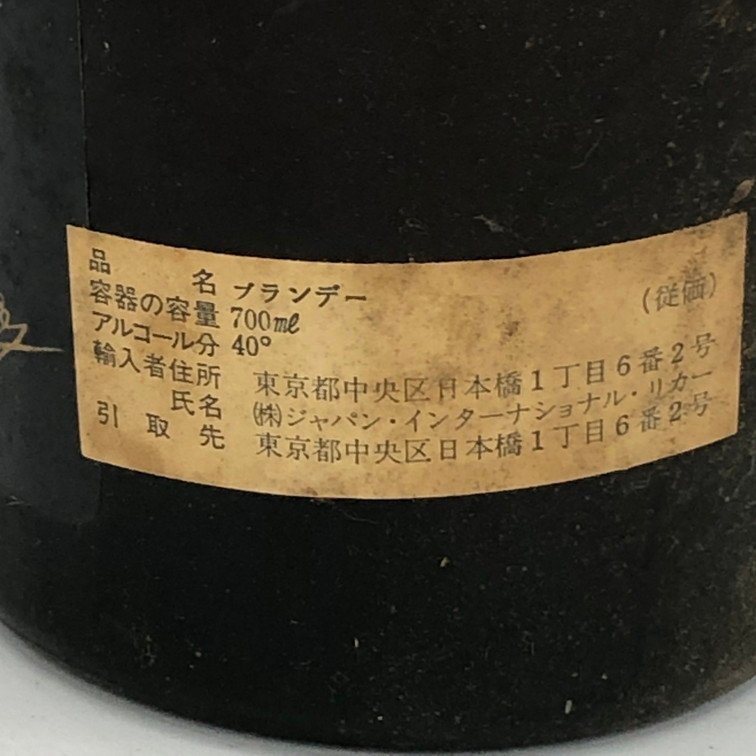 品名 ブランデー (従価)
容器の容量 700ml
アルコール分 40°
輸入者住所 東京都中央区日本橋1丁目6番2号
氏名 ㈱ジャパン・インターナショナル・リカー
引取先 東京都中央区日本橋1丁目6番2号